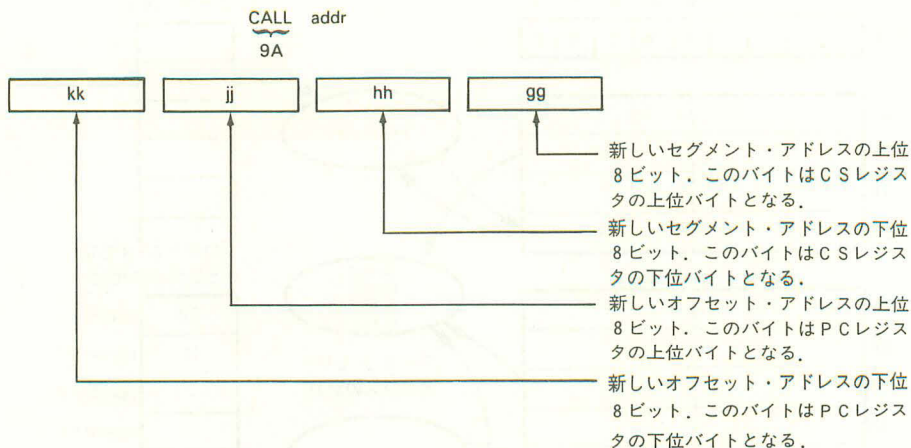 CALL addr
9A
kk jj hh gg
新しいセグメント・アドレスの上位
8ビット．このバイトはCSレジス
タの上位バイトとなる．
新しいセグメント・アドレスの下位
8ビット．このバイトはCSレジス
タの下位バイトとなる．
新しいオフセット・アドレスの上位
8ビット．このバイトはPCレジス
タの上位バイトとなる．
新しいオフセット・アドレスの下位
8ビット．このバイトはPCレジス
タの下位バイトとなる．